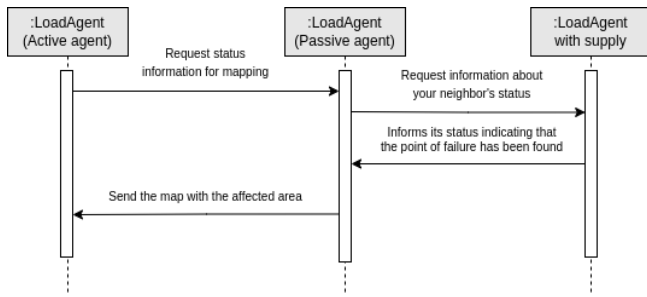 :LoadAgent
(Active agent)
:LoadAgent
(Passive agent)
:LoadAgent
with supply
Request status
information for mapping
Request information about
your neighbor's status
Informs its status indicating that
the point of failure has been found
Send the map with the affected area